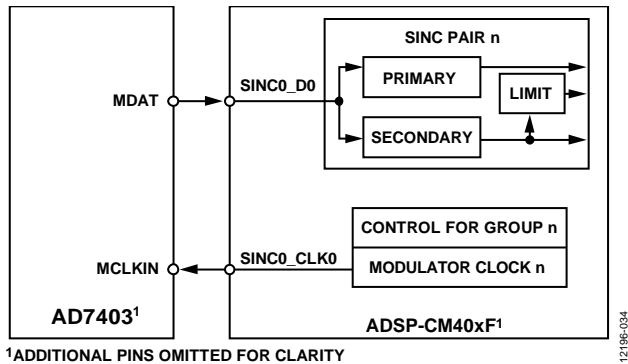 SINC PAIR n
SINC0_D0
PRIMARY
MDAT
LIMIT
SECONDARY
CONTROL FOR GROUP n
SINC0_CLK0
MCLKIN
MODULATOR CLOCK n
AD7403¹
ADSP-CM40xF¹
¹ADDITIONAL PINS OMITTED FOR CLARITY
12196-034